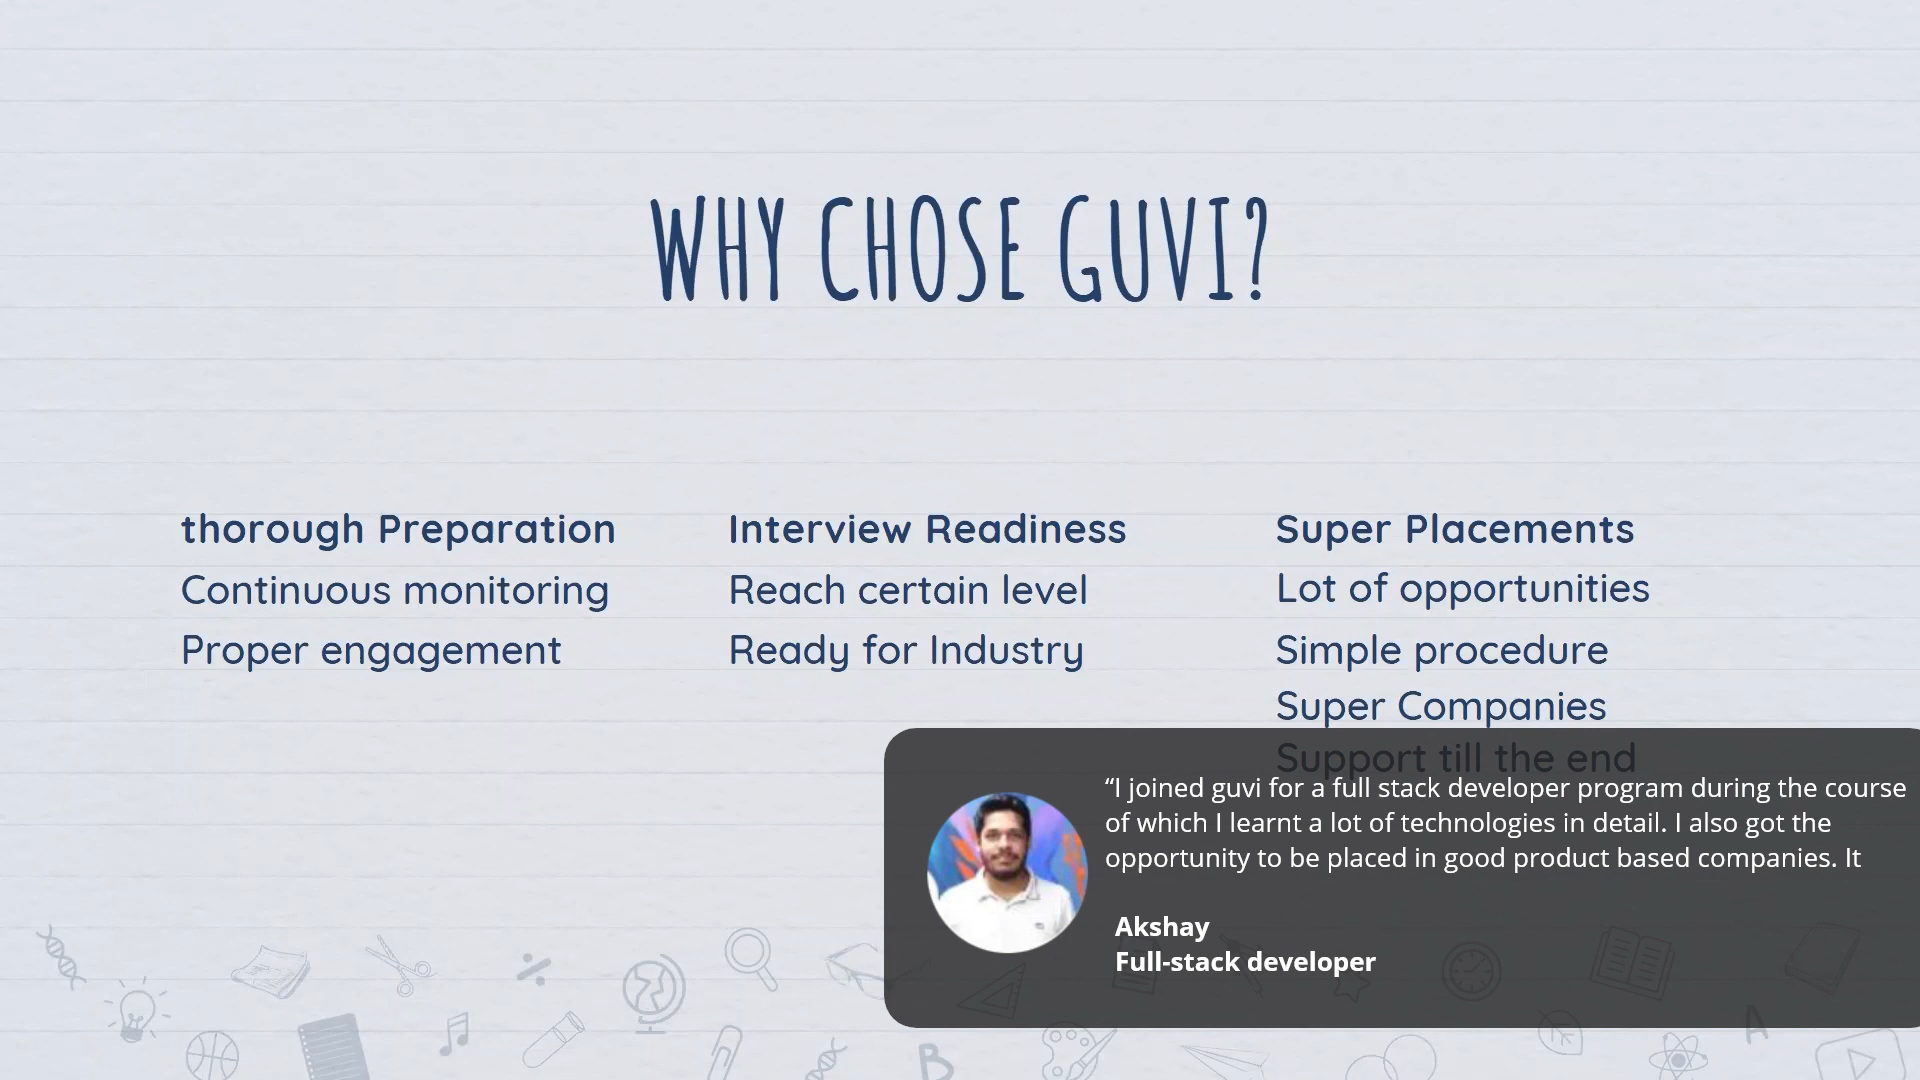 WHY CHOSE GUVI?
thorough Preparation
Continuous monitoring
Proper engagement
Interview Readiness
Reach certain level
Ready for Industry
Super Placements
Lot of opportunities
Simple procedure
Super Companies
Support till the end
“I joined guvi for a full stack developer program during the course
of which I learnt a lot of technologies in detail. I also got the
opportunity to be placed in good product based companies. It
Akshay
Full-stack developer
B
A